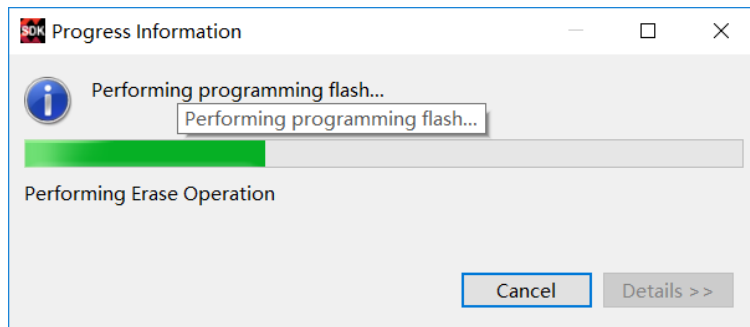 SDK Progress Information
Performing programming flash...
Performing programming flash...
Performing Erase Operation
Cancel
Details >>